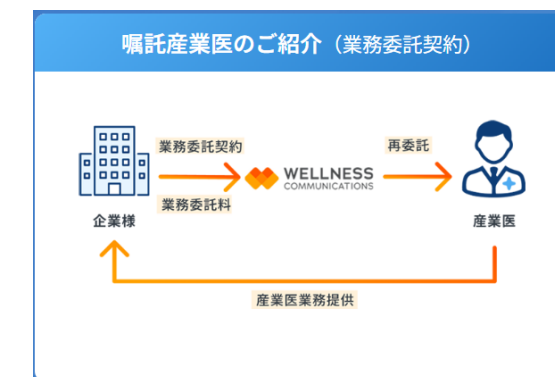 嘱託産業医のご紹介（業務委託契約）
業務委託契約
再委託
WELLNESS
COMMUNICATIONS
業務委託料
企業様
産業医
産業医業務提供